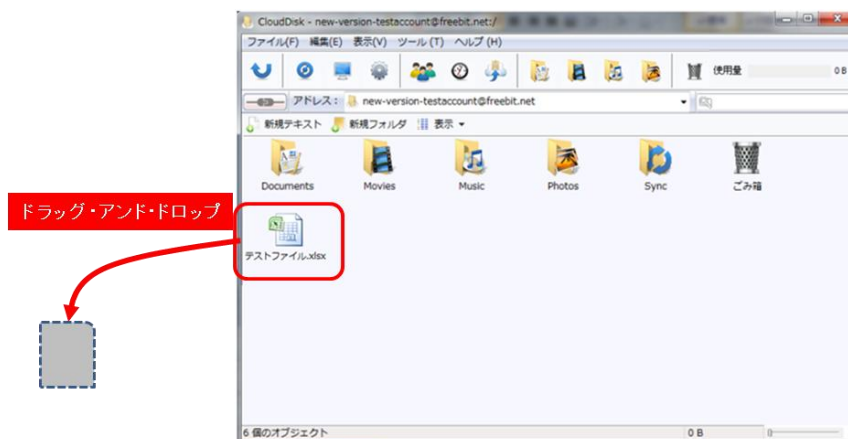 CloudDisk - new-version-testaccount@freebit.net:/
ファイル(F) 編集(E) 表示(V) ツール(T) ヘルプ(H)
使用量 0 B
アドレス: new-version-testaccount@freebit.net
新規テキスト 新規フォルダ 表示
Documents Movies Music Photos Sync ごみ箱
ドラッグ・アンド・ドロップ
テストファイル.xlsx
6 個のオブジェクト 0 B